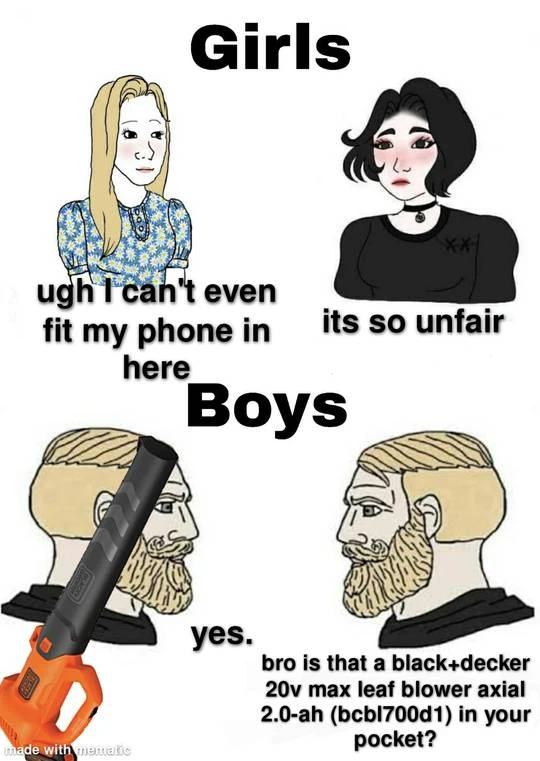 Girls
ugh I can't even
fit my phone in
here
its so unfair
Boys
yes.
bro is that a black+decker
20v max leaf blower axial
2.0-ah (bcbl700d1) in your
pocket?
made with mematic